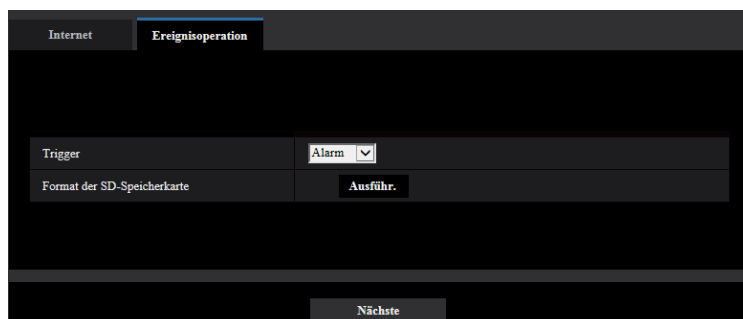 Internet Ereignisoperation
Trigger Alarm
Format der SD-Speicherkarte Ausführ.
Nächste